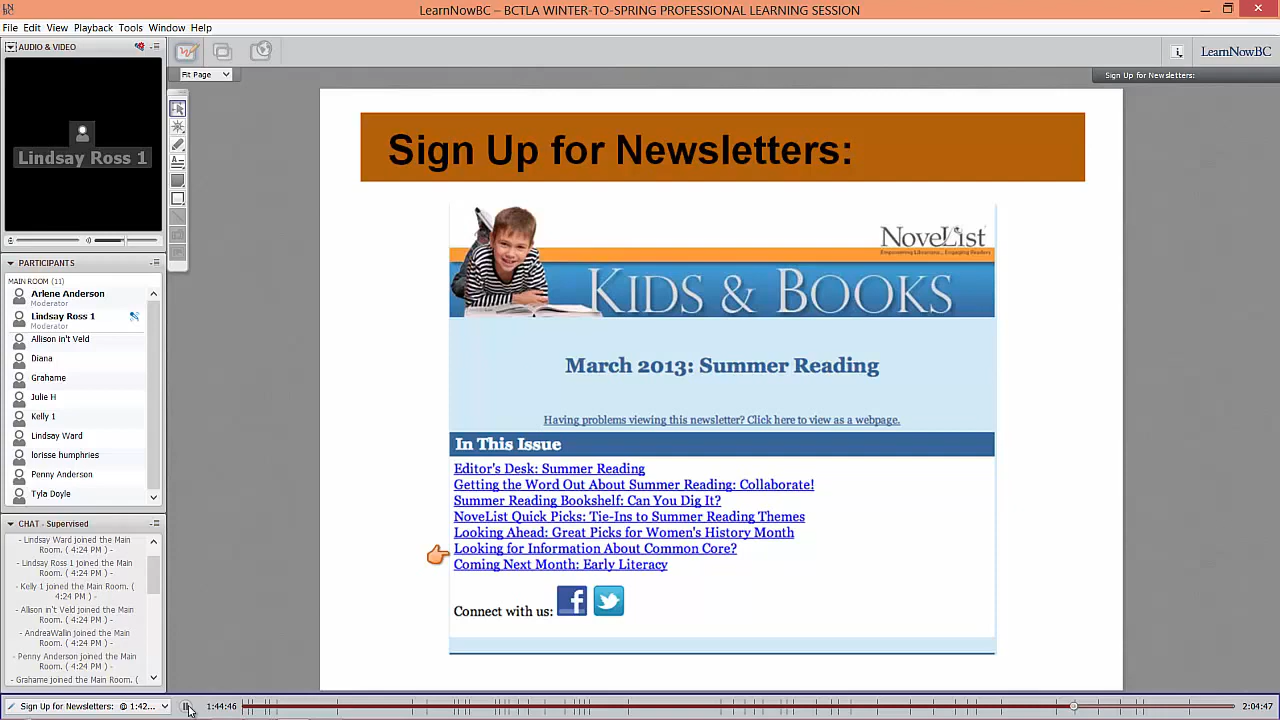 LearnNowBC – BCTLA WINTER-TO-SPRING PROFESSIONAL LEARNING SESSION
File Edit View Playback Tools Window Help
AUDIO & VIDEO
LearnNowBC
Fit Page
Sign Up for Newsletters:
Lindsay Ross 1
PARTICIPANTS
MAIN ROOM (11)
Arlene Anderson
Moderator
Lindsay Ross 1
Moderator
Allison in't Veld
Diana
Grahame
Julie H
Kelly 1
Lindsay Ward
lorisse humphries
Penny Anderson
Tyla Doyle
CHAT - Supervised
- Lindsay Ward joined the Main
Room. ( 4:24 PM ) -
- Lindsay Ross 1 joined the Main
Room. ( 4:24 PM ) -
- Kelly 1 joined the Main Room. (
4:24 PM ) -
- Allison in't Veld joined the Main
Room. ( 4:24 PM ) -
- AndreaWallin joined the Main
Room. ( 4:24 PM ) -
- Penny Anderson joined the Main
Room. ( 4:24 PM ) -
- Grahame joined the Main Room. (
Sign Up for Newsletters:
NoveList
Empowering Librarians... Engaging Readers
KIDS & BOOKS
March 2013: Summer Reading
Having problems viewing this newsletter? Click here to view as a webpage.
In This Issue
Editor's Desk: Summer Reading
Getting the Word Out About Summer Reading: Collaborate!
Summer Reading Bookshelf: Can You Dig It?
NoveList Quick Picks: Tie-Ins to Summer Reading Themes
Looking Ahead: Great Picks for Women's History Month
Looking for Information About Common Core?
Coming Next Month: Early Literacy
Connect with us:
Sign Up for Newsletters: @ 1:42...
1:44:46
2:04:47